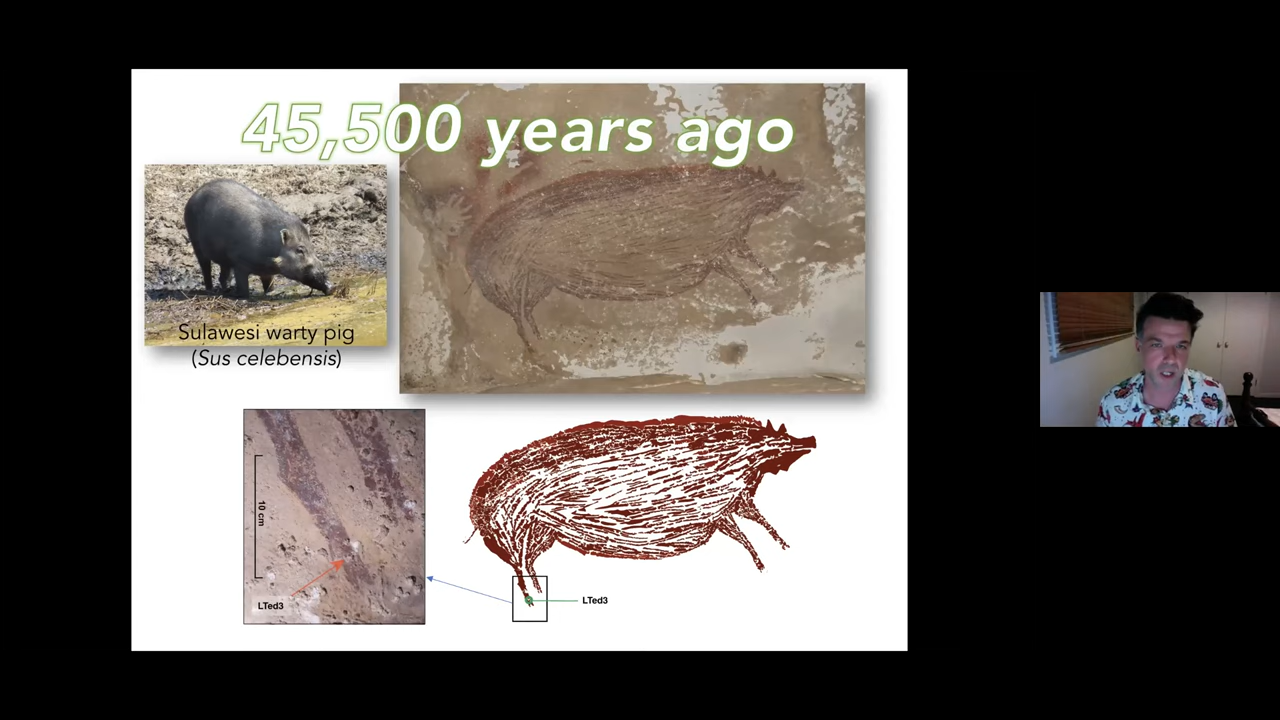 45,500 years ago
Sulawesi warty pig
(Sus celebensis)
10 cm
LTed3
LTed3